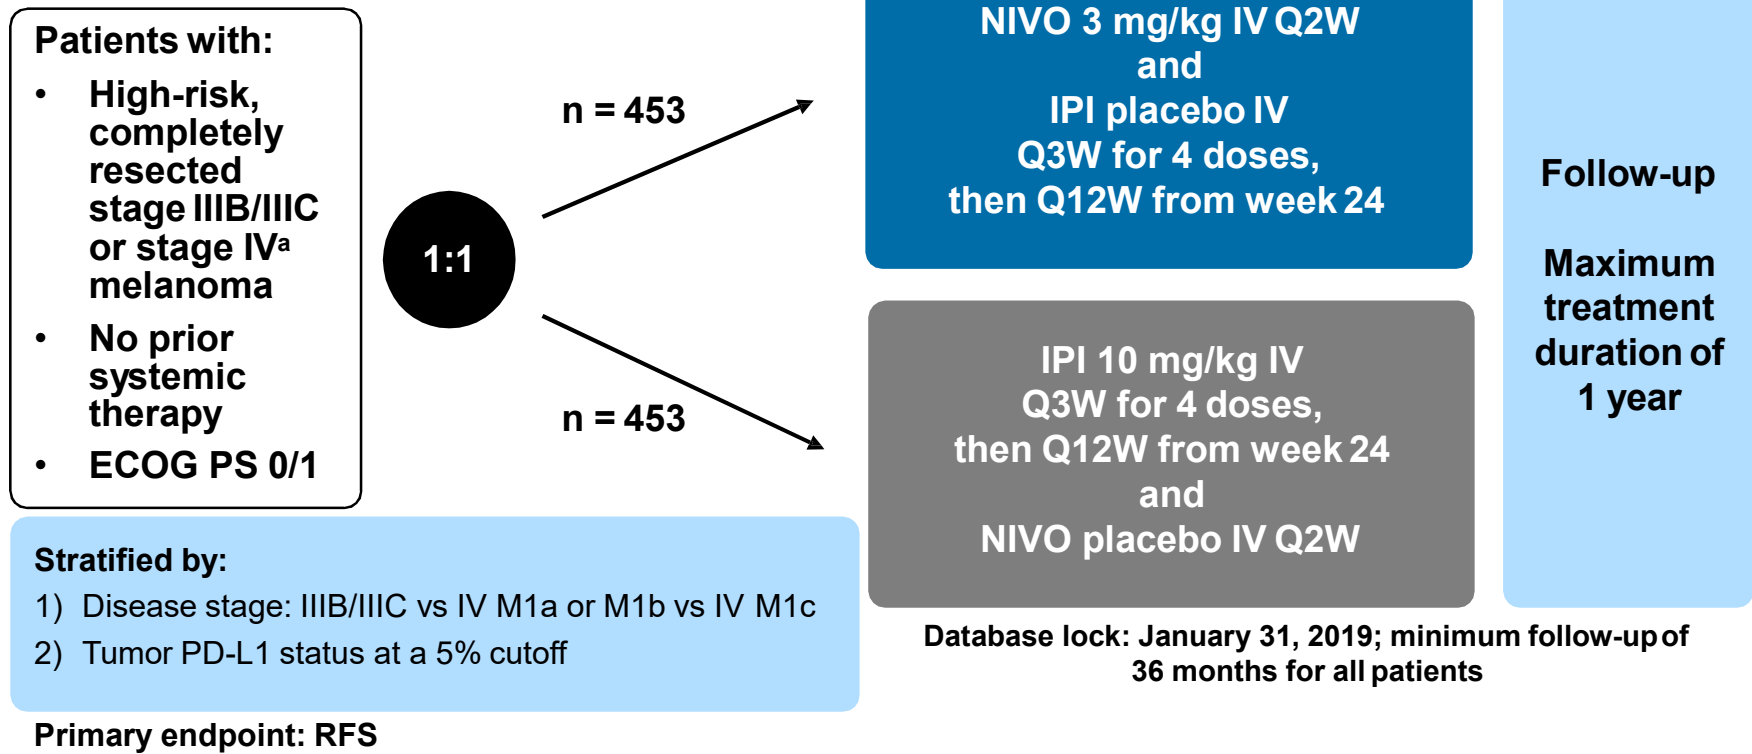 Patients with:
• High-risk,
completely
resected
stage IIIB/IIIC
or stage IVa
melanoma
• No prior
systemic
therapy
• ECOG PS 0/1
1:1
n = 453
n = 453
NIVO 3 mg/kg IV Q2W
and
IPI placebo IV
Q3W for 4 doses,
then Q12W from week 24
IPI 10 mg/kg IV
Q3W for 4 doses,
then Q12W from week 24
and
NIVO placebo IV Q2W
Follow-up
Maximum
treatment
duration of
1 year
Stratified by:
1) Disease stage: IIIB/IIIC vs IV M1a or M1b vs IV M1c
2) Tumor PD-L1 status at a 5% cutoff
Database lock: January 31, 2019; minimum follow-up of
36 months for all patients
Primary endpoint: RFS